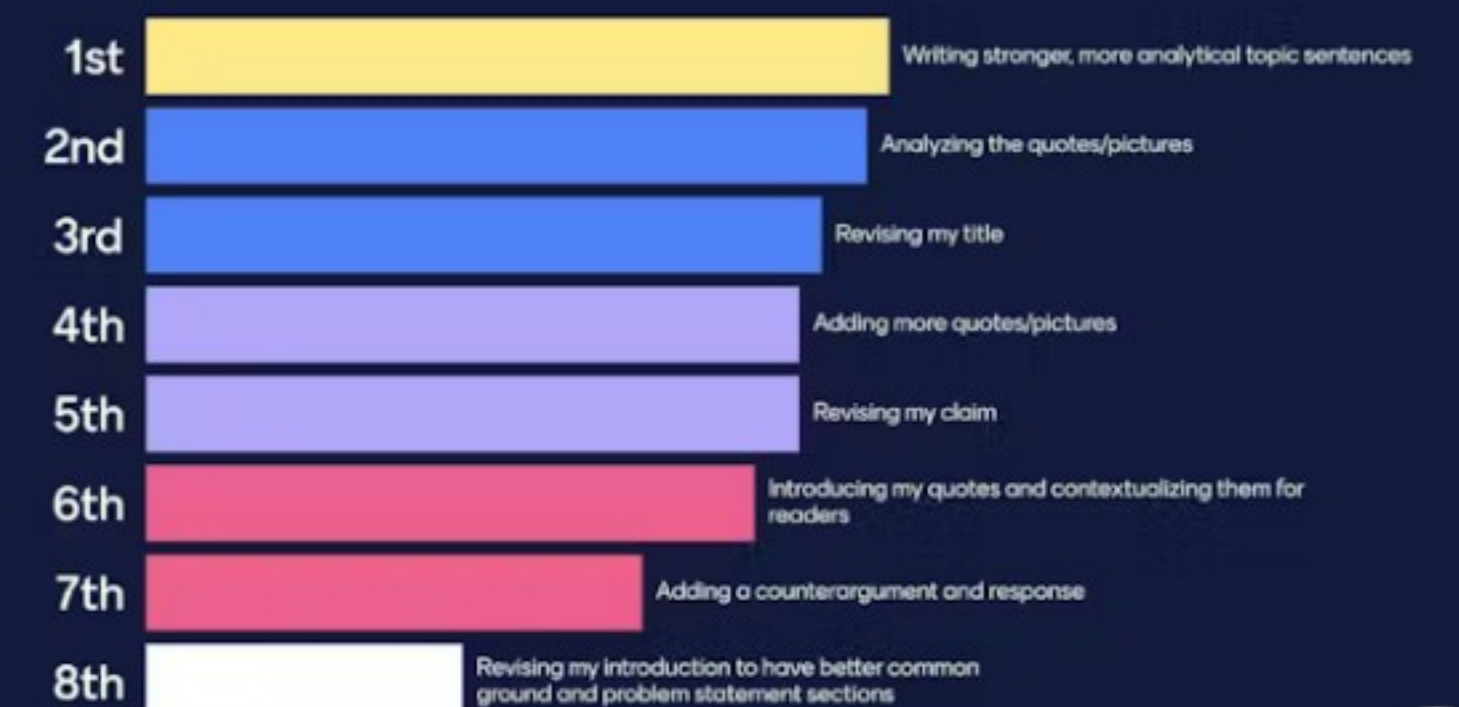 1st
Writing stronger, more analytical topic sentences
2nd
Analyzing the quotes/pictures
3rd
Revising my title
4th
Adding more quotes/pictures
5th
Revising my claim
6th
Introducing my quotes and contextualizing them for
readers
7th
Adding a counterargument and response
8th
Revising my introduction to have better common
ground and problem statement sections